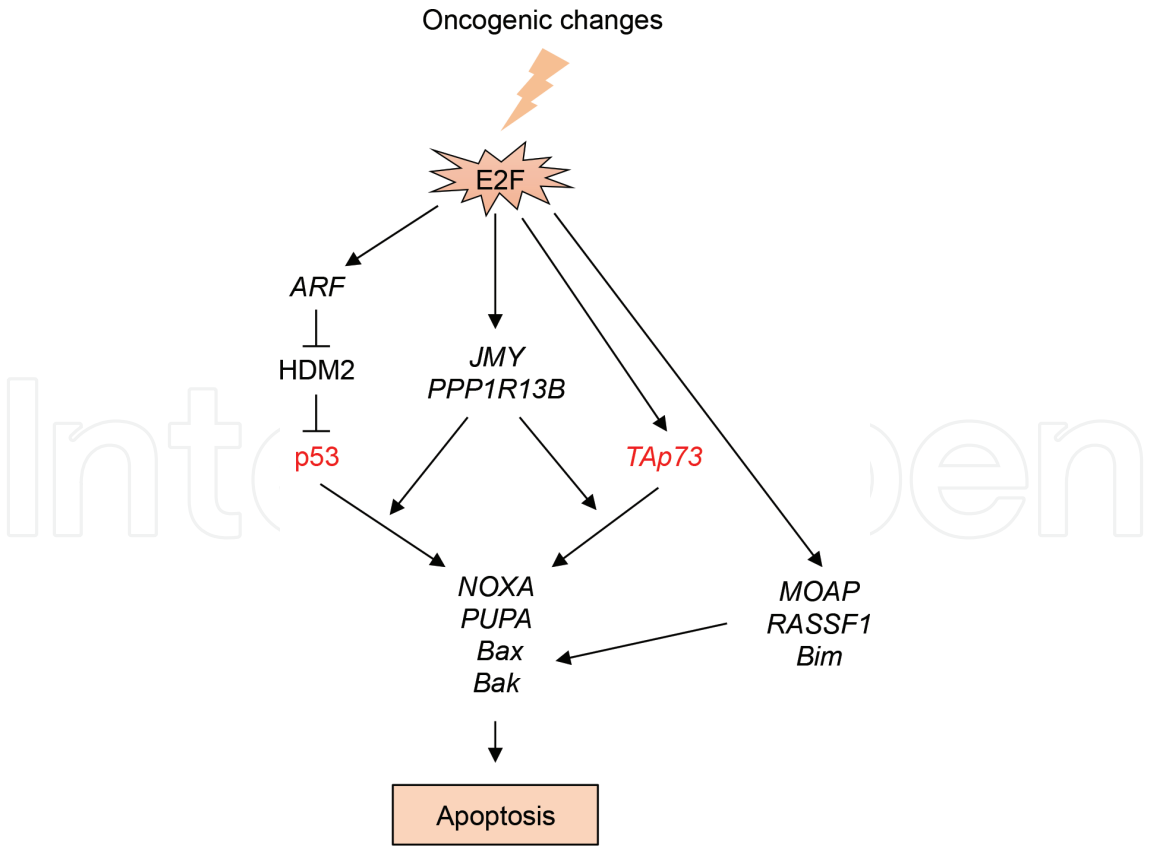 Oncogenic changes
E2F
ARF
HDM2
p53
JMY
PPP1R13B
TAp73
NOXA
PUPA
Bax
Bak
MOAP
RASSF1
Bim
Apoptosis